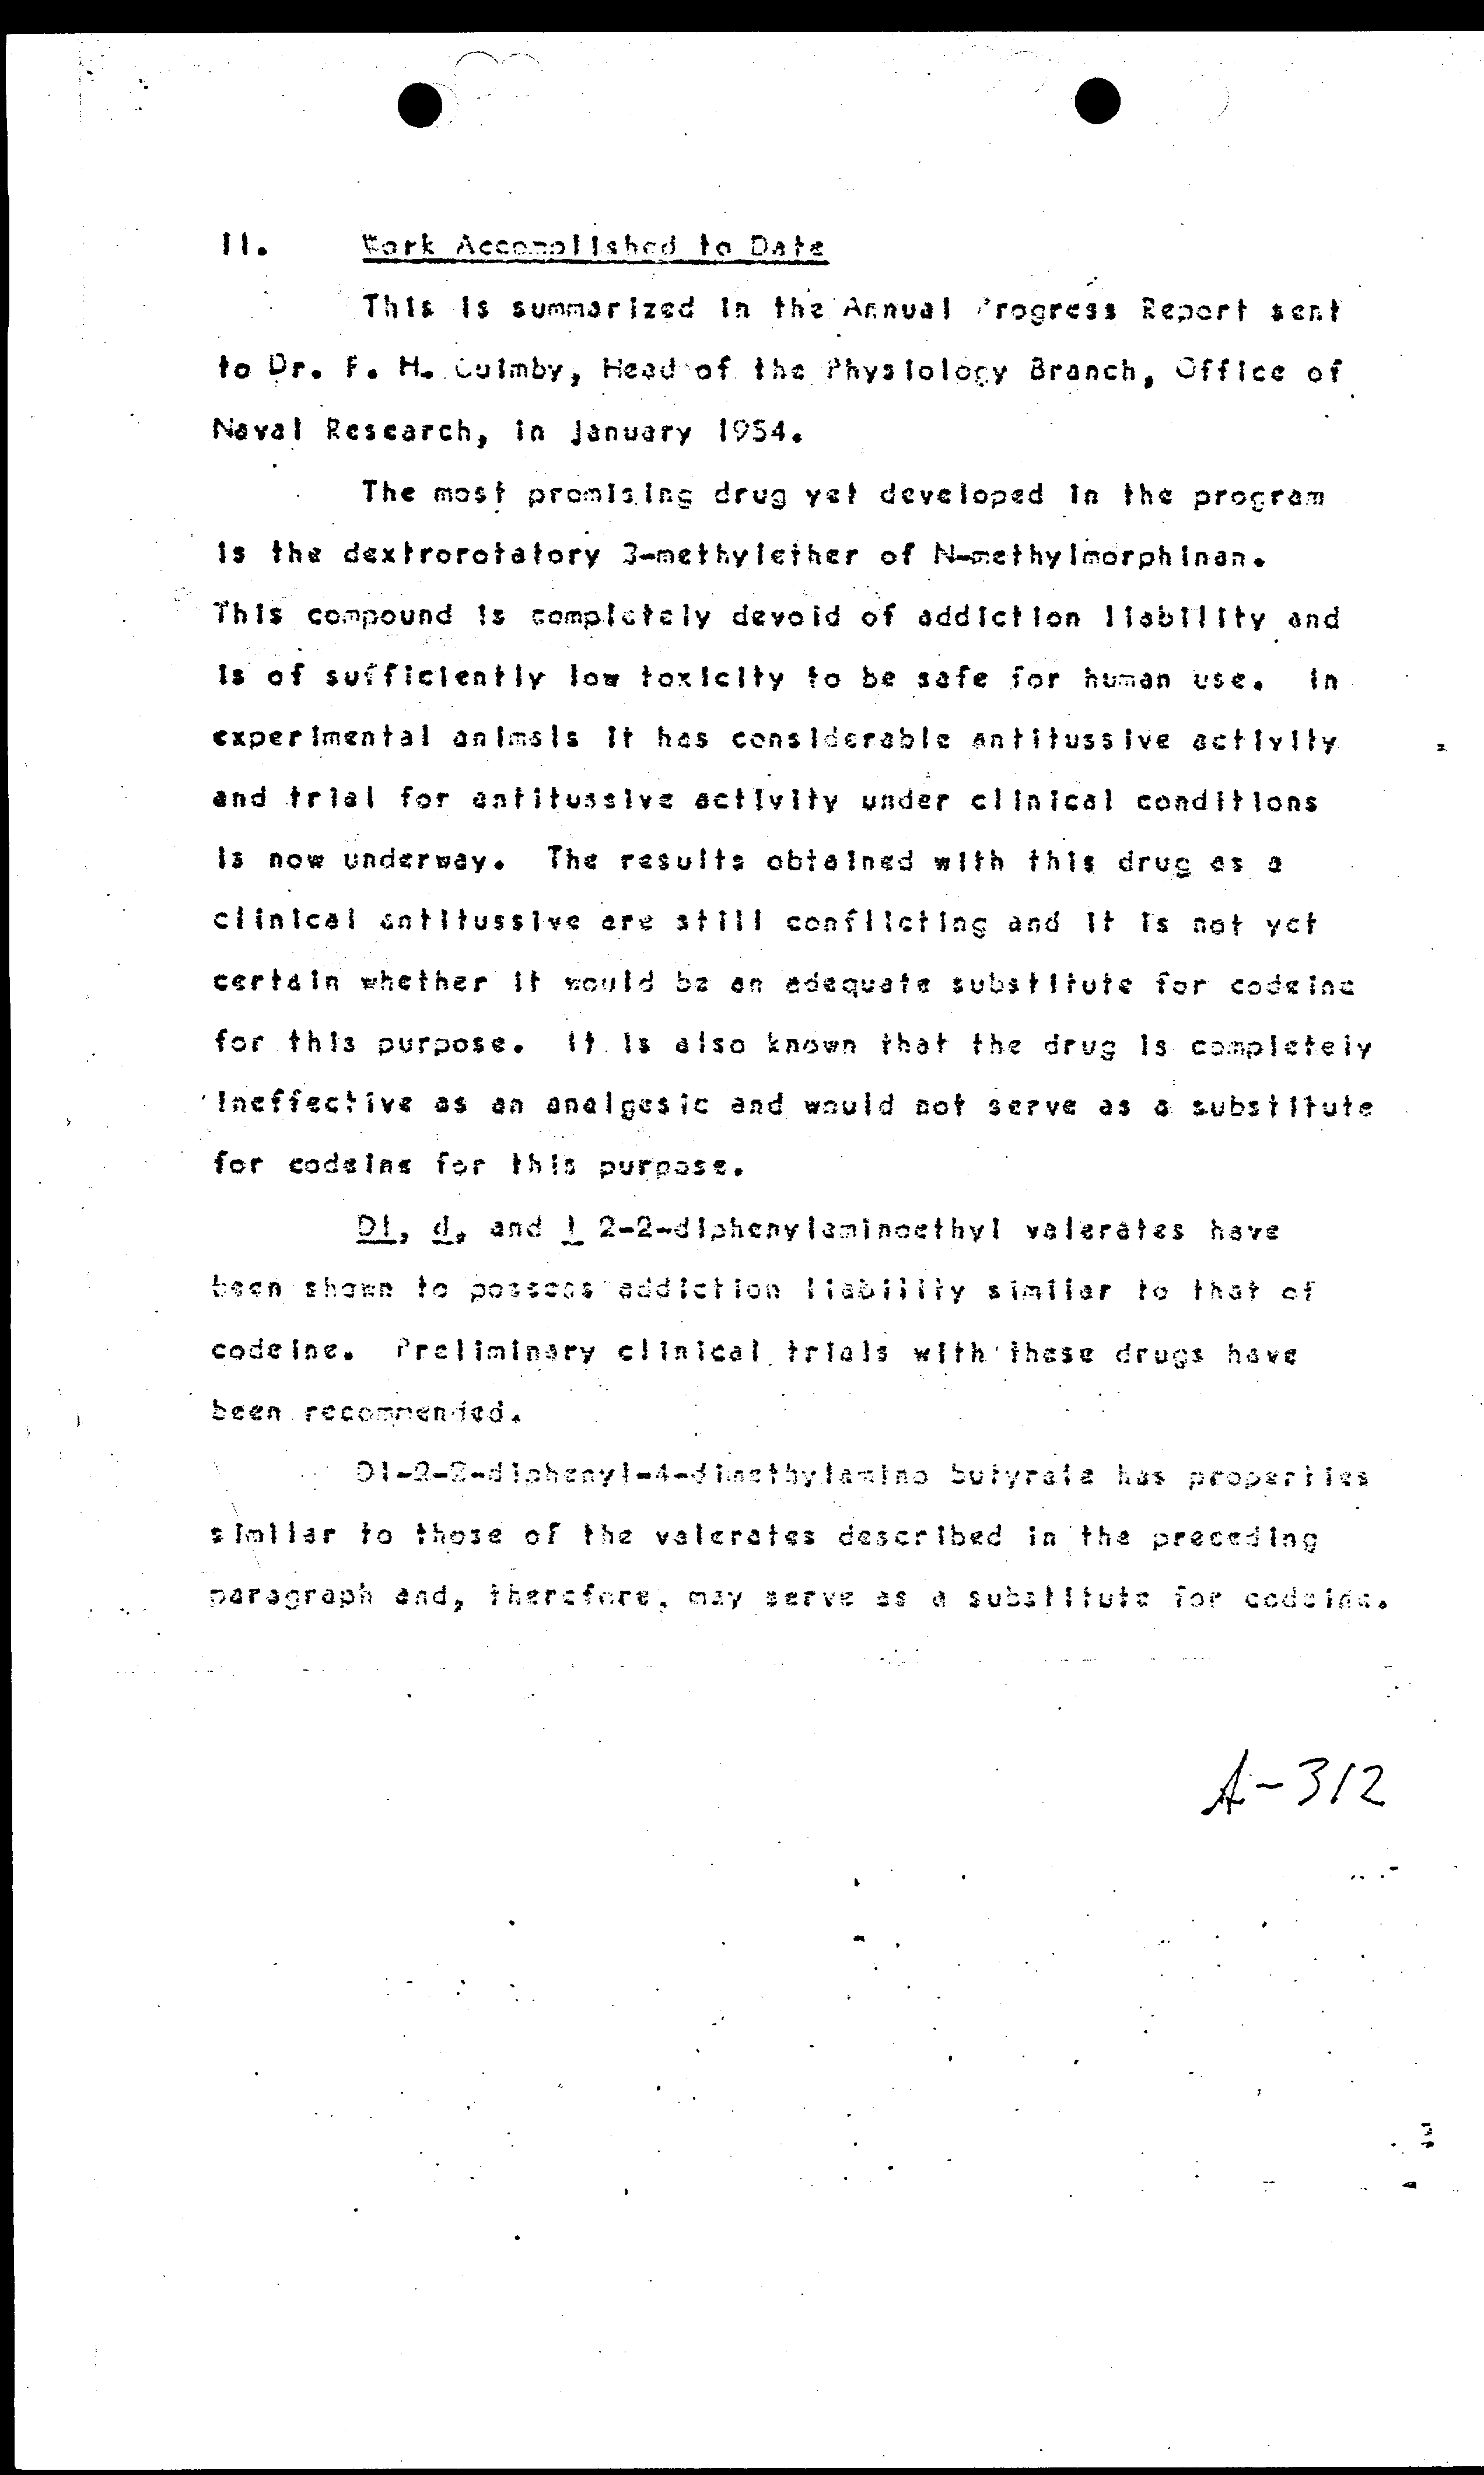 II. Work Accomplished to Date
This is summarized in the Annual Progress Report sent
to Dr. F. H. Quimby, Head of the Physiology Branch, Office of
Naval Research, in January 1954.
The most promising drug yet developed in the program
is the dextrorotatory 3-methylether of N-methylmorphinan.
This compound is completely devoid of addiction liability and
is of sufficiently low toxicity to be safe for human use. In
experimental animals it has considerable antitussive activity
and trial for antitussive activity under clinical conditions
is now underway. The results obtained with this drug as a
clinical antitussive are still conflicting and it is not yet
certain whether it would be an adequate substitute for codeine
for this purpose. It is also known that the drug is completely
ineffective as an analgesic and would not serve as a substitute
for codeine for this purpose.
Dl, d, and l 2-2-diphenylaminoethyl valerates have
been shown to possess addiction liability similar to that of
codeine. Preliminary clinical trials with these drugs have
been recommended.
Dl-2-2-diphenyl-4-dimethylamino butyrate has properties
similar to those of the valerates described in the preceding
paragraph and, therefore, may serve as a substitute for codeine.
A-312